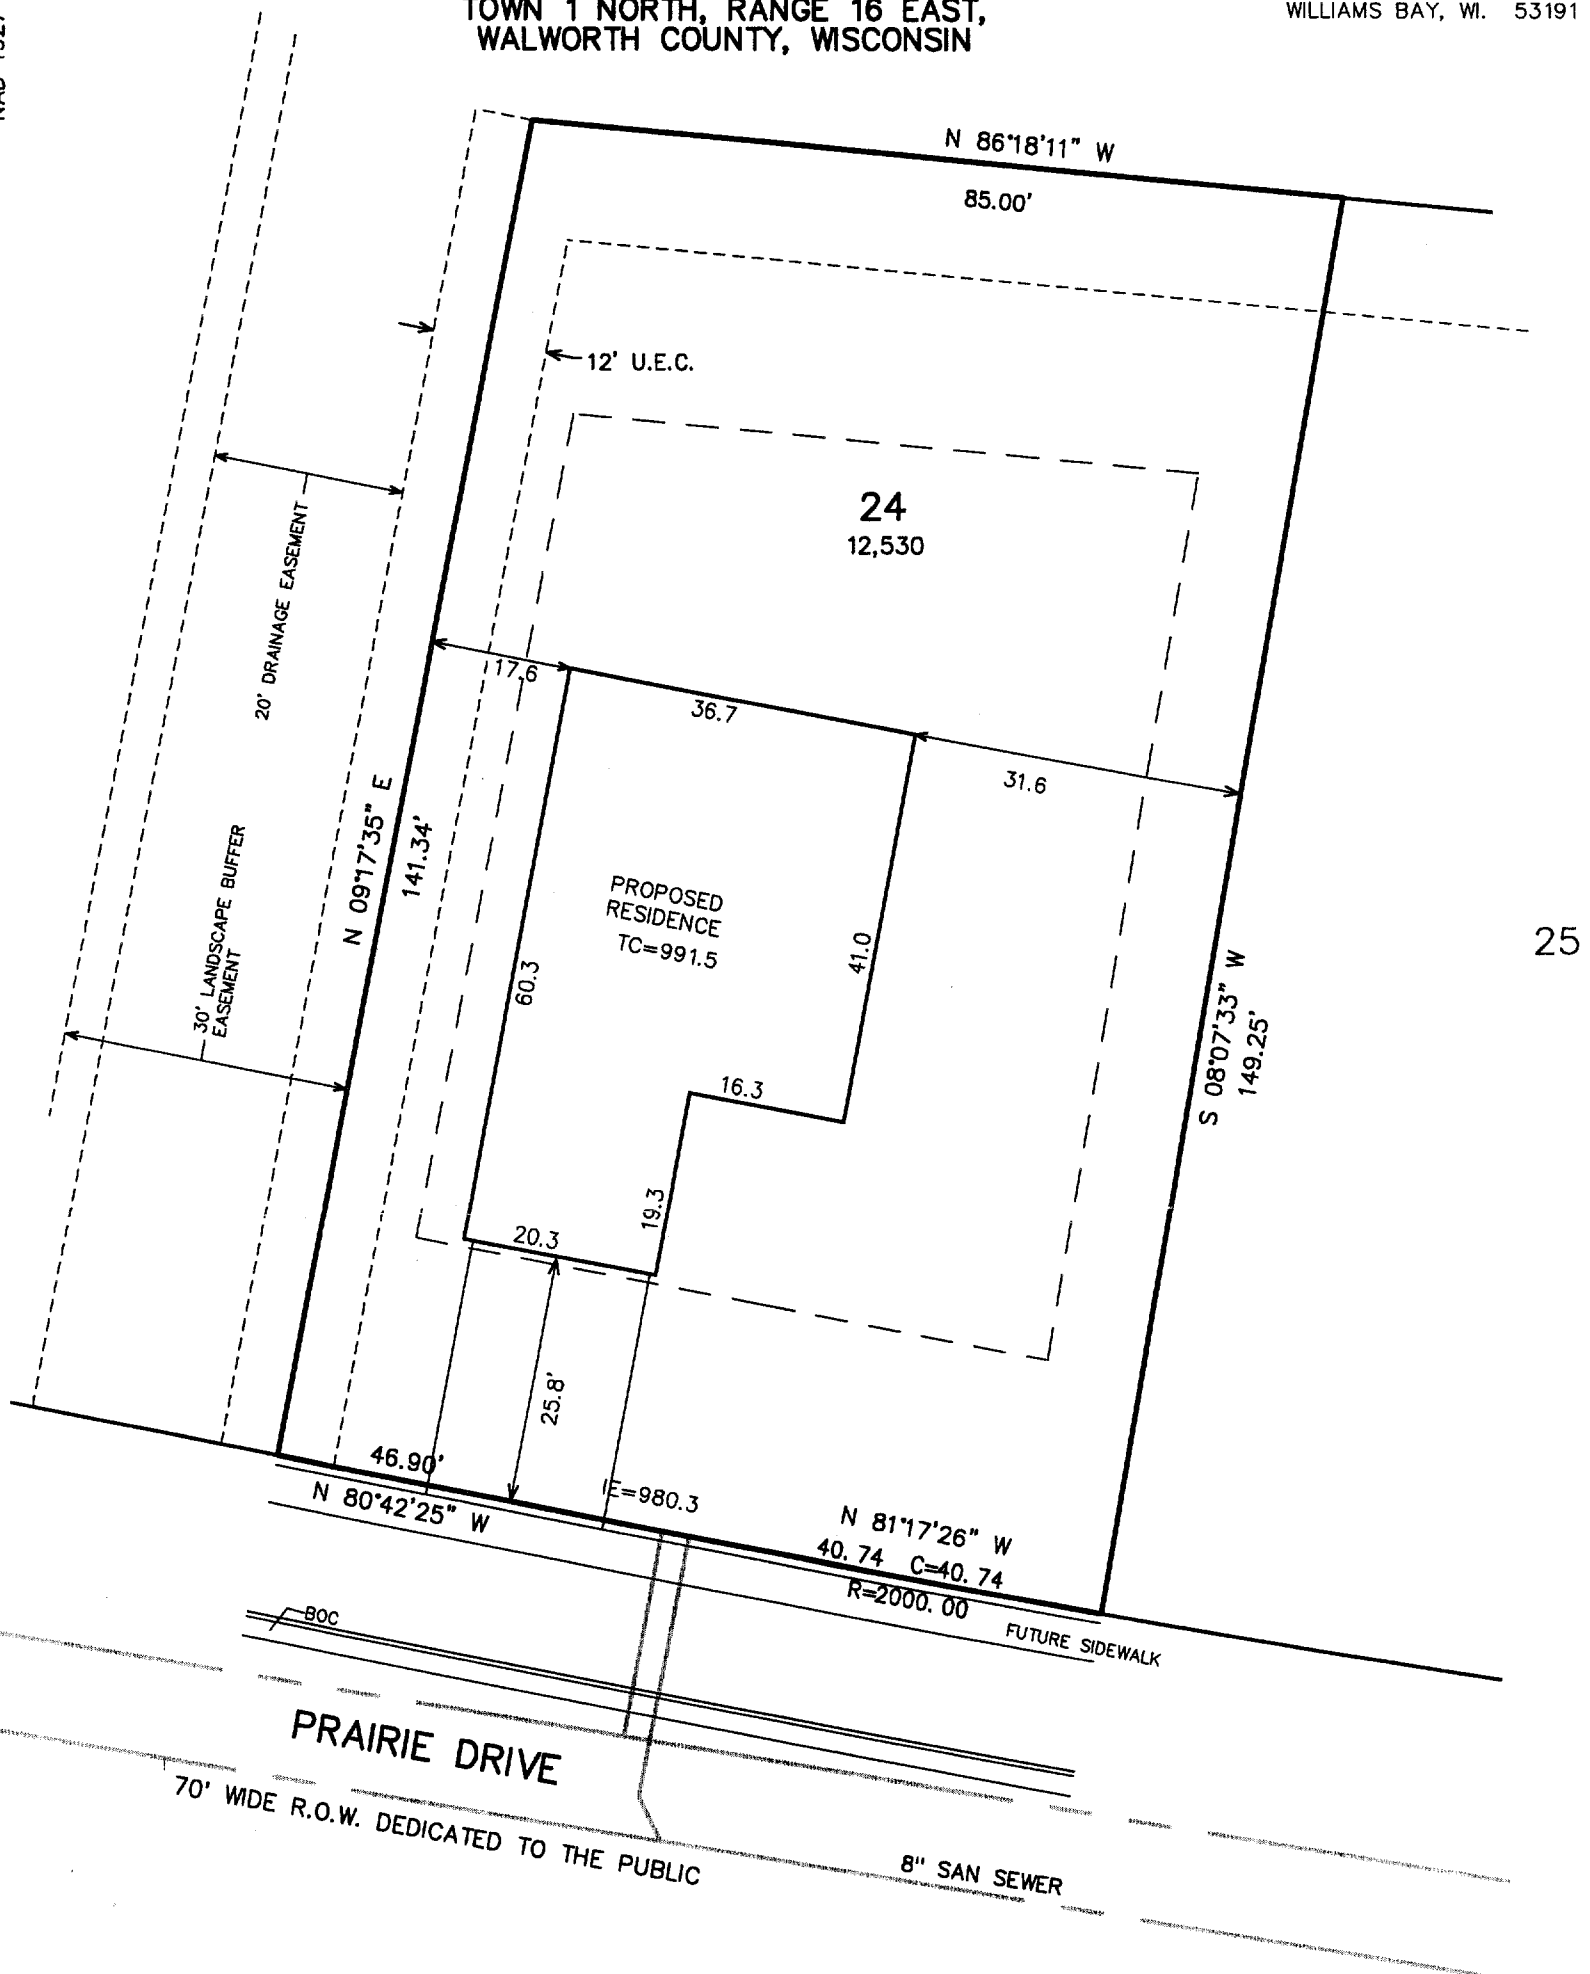 TOWN 1 NORTH, RANGE 16 EAST,
WALWORTH COUNTY, WISCONSIN
WILLIAMS BAY, WI. 53191
N 86°18'11" W
85.00'
12' U.E.C.
24
12,530
20' DRAINAGE EASEMENT
17.6
36.7
31.6
N 09°17'35" E
141.34'
30' LANDSCAPE BUFFER
EASEMENT
PROPOSED
RESIDENCE
TC=991.5
60.3
41.0
25
S 08°07'33" W
149.25'
16.3
19.3
20.3
25.8'
46.90'
N 80°42'25" W
IE=980.3
N 81°17'26" W
40.74 C=40.74
R=2000.00
FUTURE SIDEWALK
BOC
PRAIRIE DRIVE
70' WIDE R.O.W. DEDICATED TO THE PUBLIC
8" SAN SEWER